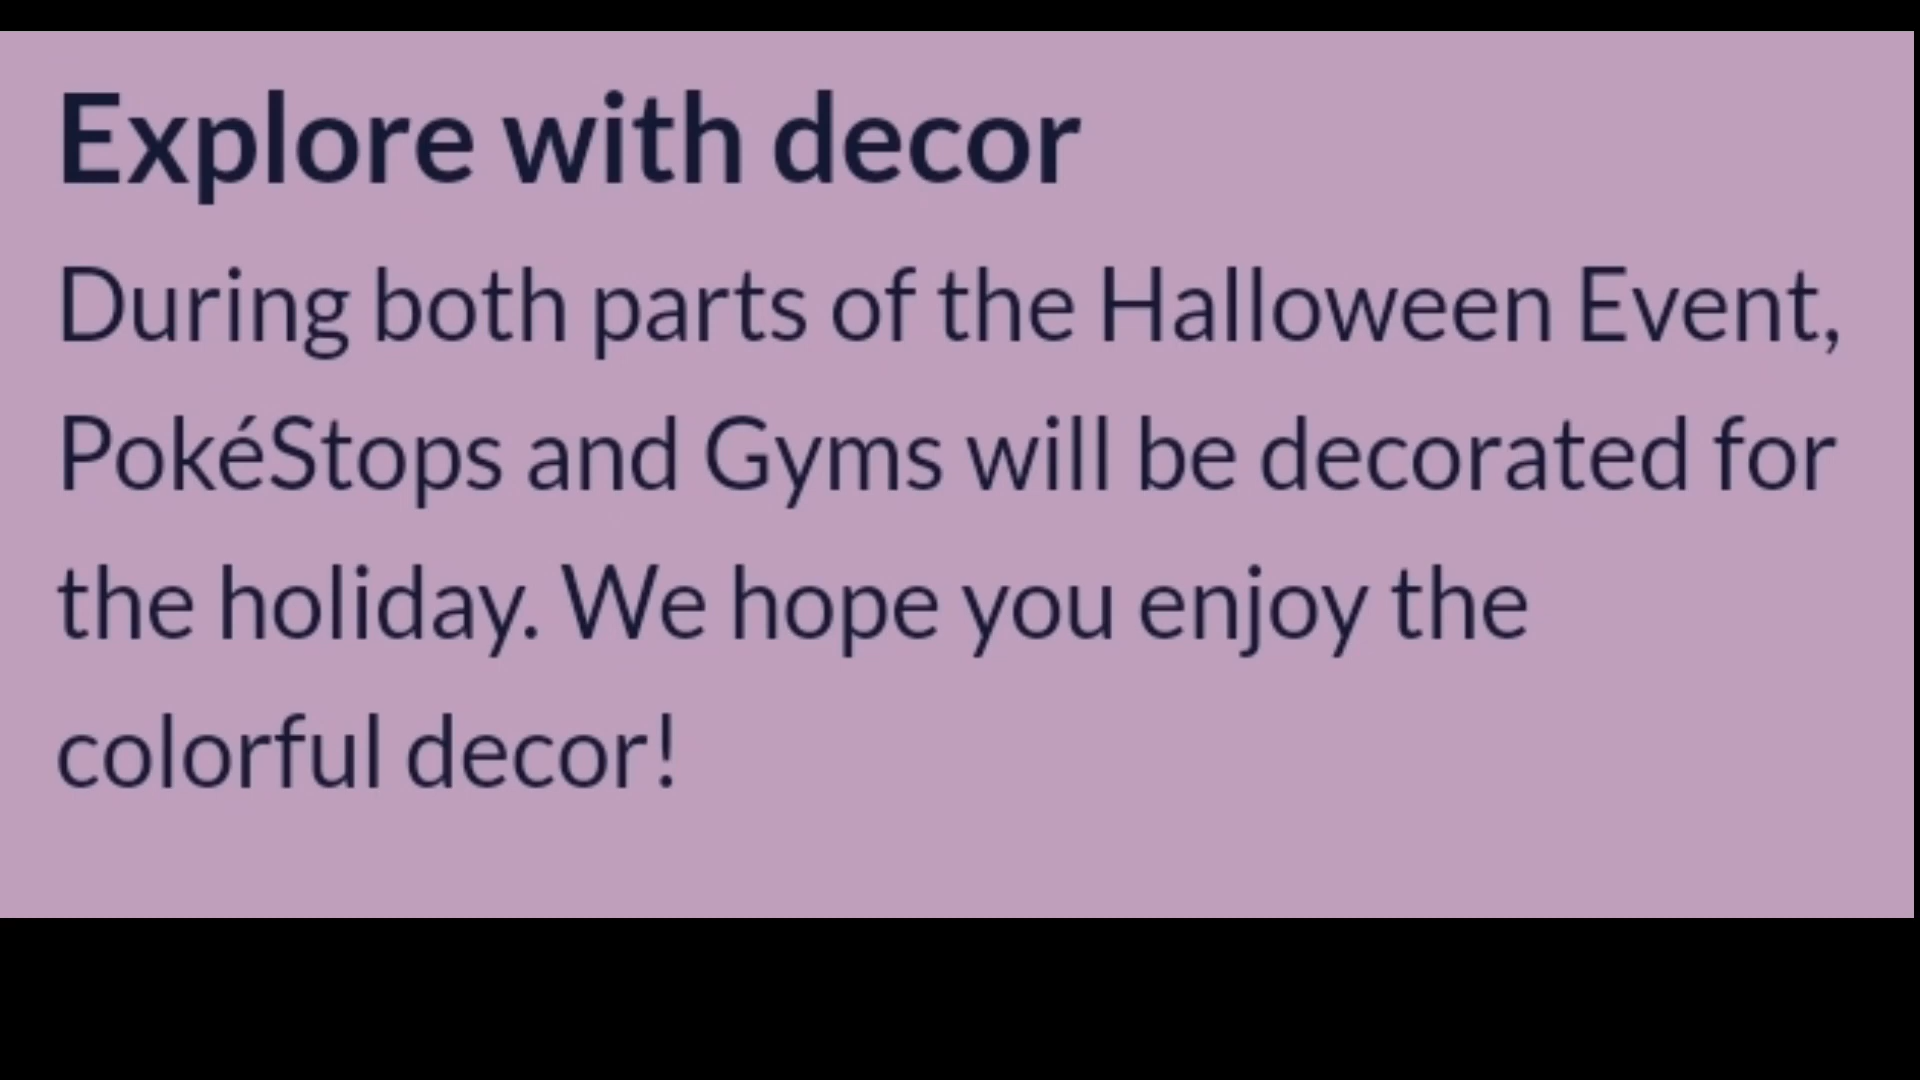 Explore with decor
During both parts of the Halloween Event,
PokéStops and Gyms will be decorated for
the holiday. We hope you enjoy the
colorful decor!